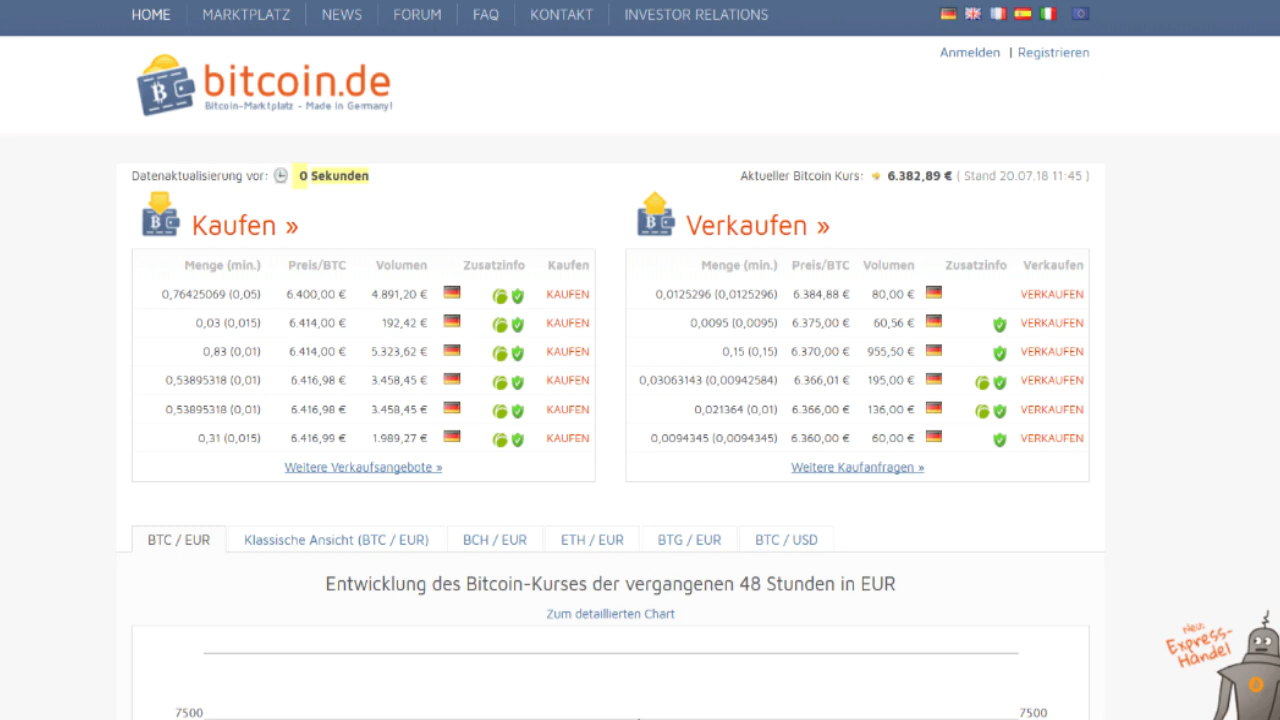 HOME MARKTPLATZ NEWS FORUM FAQ KONTAKT INVESTOR RELATIONS
Anmelden | Registrieren
bitcoin.de
Bitcoin-Marktplatz - Made in Germany!
Datenaktualisierung vor: 0 Sekunden
Aktueller Bitcoin Kurs: 6.382,89 € ( Stand 20.07.18 11:45 )
Kaufen »
Menge (min.) Preis/BTC Volumen Zusatzinfo Kaufen
0,76425069 (0,05) 6.400,00 € 4.891,20 € KAUFEN
0,03 (0,015) 6.414,00 € 192,42 € KAUFEN
0,83 (0,01) 6.414,00 € 5.323,62 € KAUFEN
0,53895318 (0,01) 6.416,98 € 3.458,45 € KAUFEN
0,53895318 (0,01) 6.416,98 € 3.458,45 € KAUFEN
0,31 (0,015) 6.416,99 € 1.989,27 € KAUFEN
Weitere Verkaufsangebote »
Verkaufen »
Menge (min.) Preis/BTC Volumen Zusatzinfo Verkaufen
0,0125296 (0,0125296) 6.384,88 € 80,00 € VERKAUFEN
0,0095 (0,0095) 6.375,00 € 60,56 € VERKAUFEN
0,15 (0,15) 6.370,00 € 955,50 € VERKAUFEN
0,03063143 (0,00942584) 6.366,01 € 195,00 € VERKAUFEN
0,021364 (0,01) 6.366,00 € 136,00 € VERKAUFEN
0,0094345 (0,0094345) 6.360,00 € 60,00 € VERKAUFEN
Weitere Kaufanfragen »
BTC / EUR Klassische Ansicht (BTC / EUR) BCH / EUR ETH / EUR BTG / EUR BTC / USD
Entwicklung des Bitcoin-Kurses der vergangenen 48 Stunden in EUR
Zum detaillierten Chart
Neu:
Express-
Handel
7500 7500